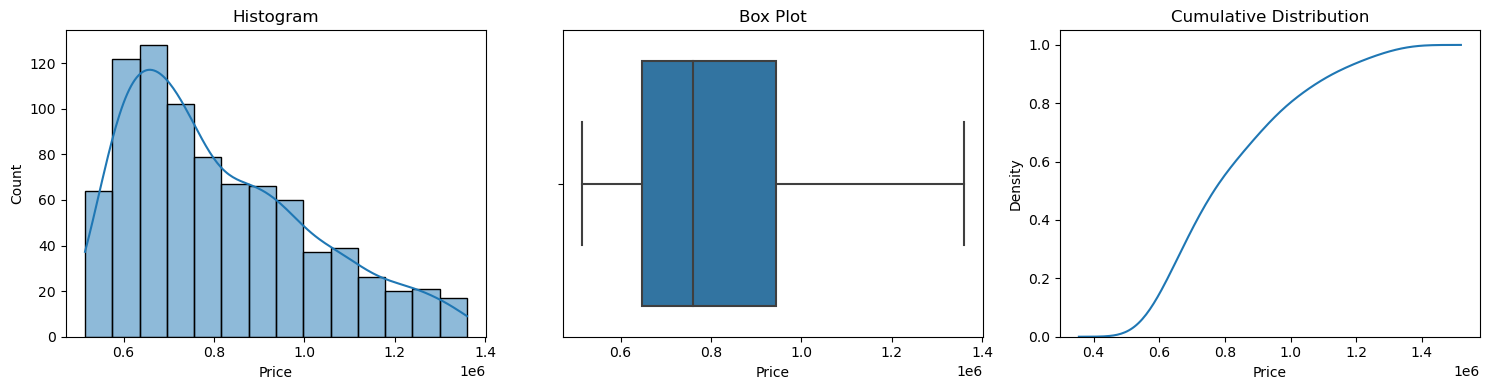 Histogram
Count
120
100
80
60
40
20
0
0.6 0.8 1.0 1.2 1.4
1e6
Price
Box Plot
0.6 0.8 1.0 1.2 1.4
1e6
Price
Cumulative Distribution
Density
1.0
0.8
0.6
0.4
0.2
0.0
0.4 0.6 0.8 1.0 1.2 1.4
1e6
Price